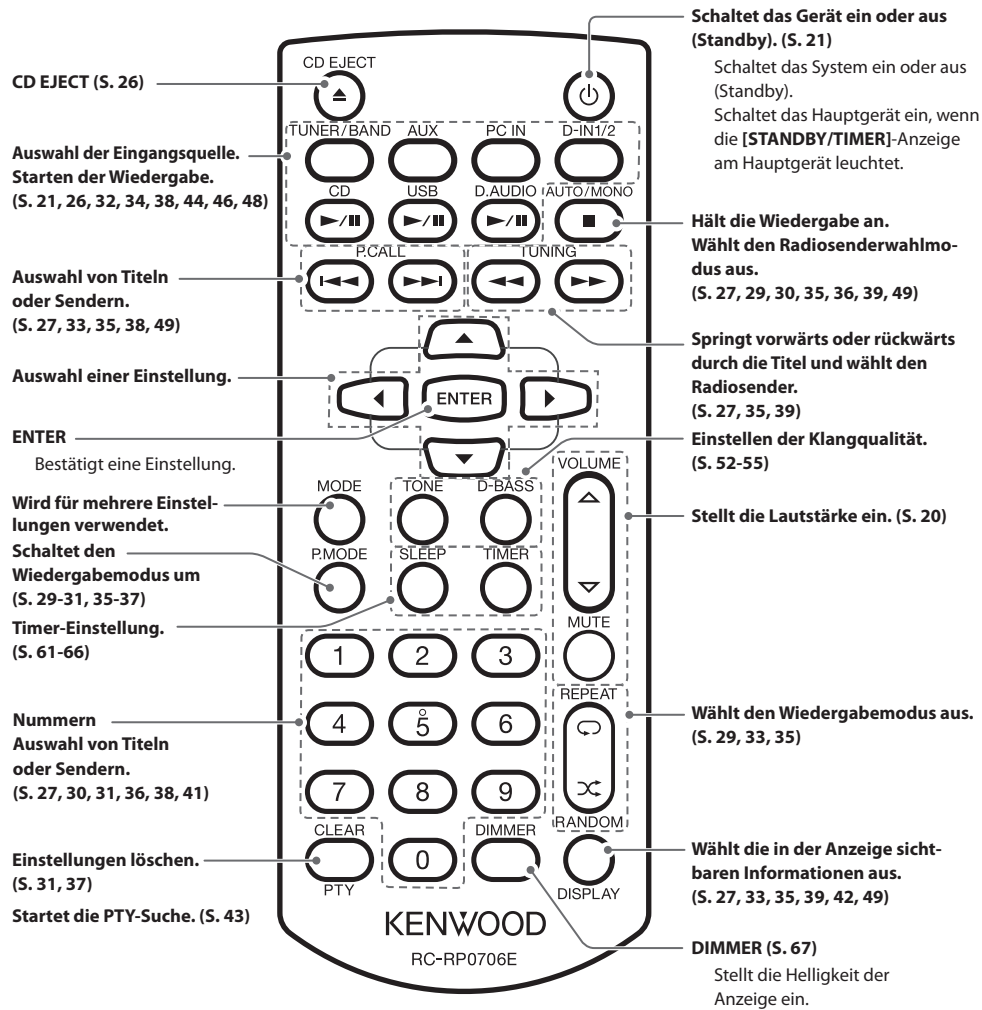 Schaltet das Gerät ein oder aus
(Standby). (S. 21)
Schaltet das System ein oder aus
(Standby).
Schaltet das Hauptgerät ein, wenn
die [STANDBY/TIMER]-Anzeige
am Hauptgerät leuchtet.
CD EJECT (S. 26)
Auswahl der Eingangsquelle.
Starten der Wiedergabe.
(S. 21, 26, 32, 34, 38, 44, 46, 48)
Auswahl von Titeln
oder Sendern.
(S. 27, 33, 35, 38, 49)
Auswahl einer Einstellung.
ENTER
Bestätigt eine Einstellung.
Wird für mehrere Einstel-
lungen verwendet.
Schaltet den
Wiedergabemodus um
(S. 29-31, 35-37)
Timer-Einstellung.
(S. 61-66)
Nummern
Auswahl von Titeln
oder Sendern.
(S. 27, 30, 31, 36, 38, 41)
Einstellungen löschen.
(S. 31, 37)
Startet die PTY-Suche. (S. 43)
CD EJECT
TUNER/BAND AUX PC IN D-IN1/2
CD USB D.AUDIO AUTO/MONO
P.CALL TUNING
ENTER
MODE TONE D-BASS VOLUME
P.MODE SLEEP TIMER
MUTE
1 2 3
REPEAT
4 5 6
7 8 9
RANDOM
CLEAR 0 DIMMER
PTY DISPLAY
KENWOOD
RC-RP0706E
Hält die Wiedergabe an.
Wählt den Radiosenderwahlmo-
dus aus.
(S. 27, 29, 30, 35, 36, 39, 49)
Springt vorwärts oder rückwärts
durch die Titel und wählt den
Radiosender.
(S. 27, 35, 39)
Einstellen der Klangqualität.
(S. 52-55)
Stellt die Lautstärke ein. (S. 20)
Wählt den Wiedergabemodus aus.
(S. 29, 33, 35)
Wählt die in der Anzeige sicht-
baren Informationen aus.
(S. 27, 33, 35, 39, 42, 49)
DIMMER (S. 67)
Stellt die Helligkeit der
Anzeige ein.